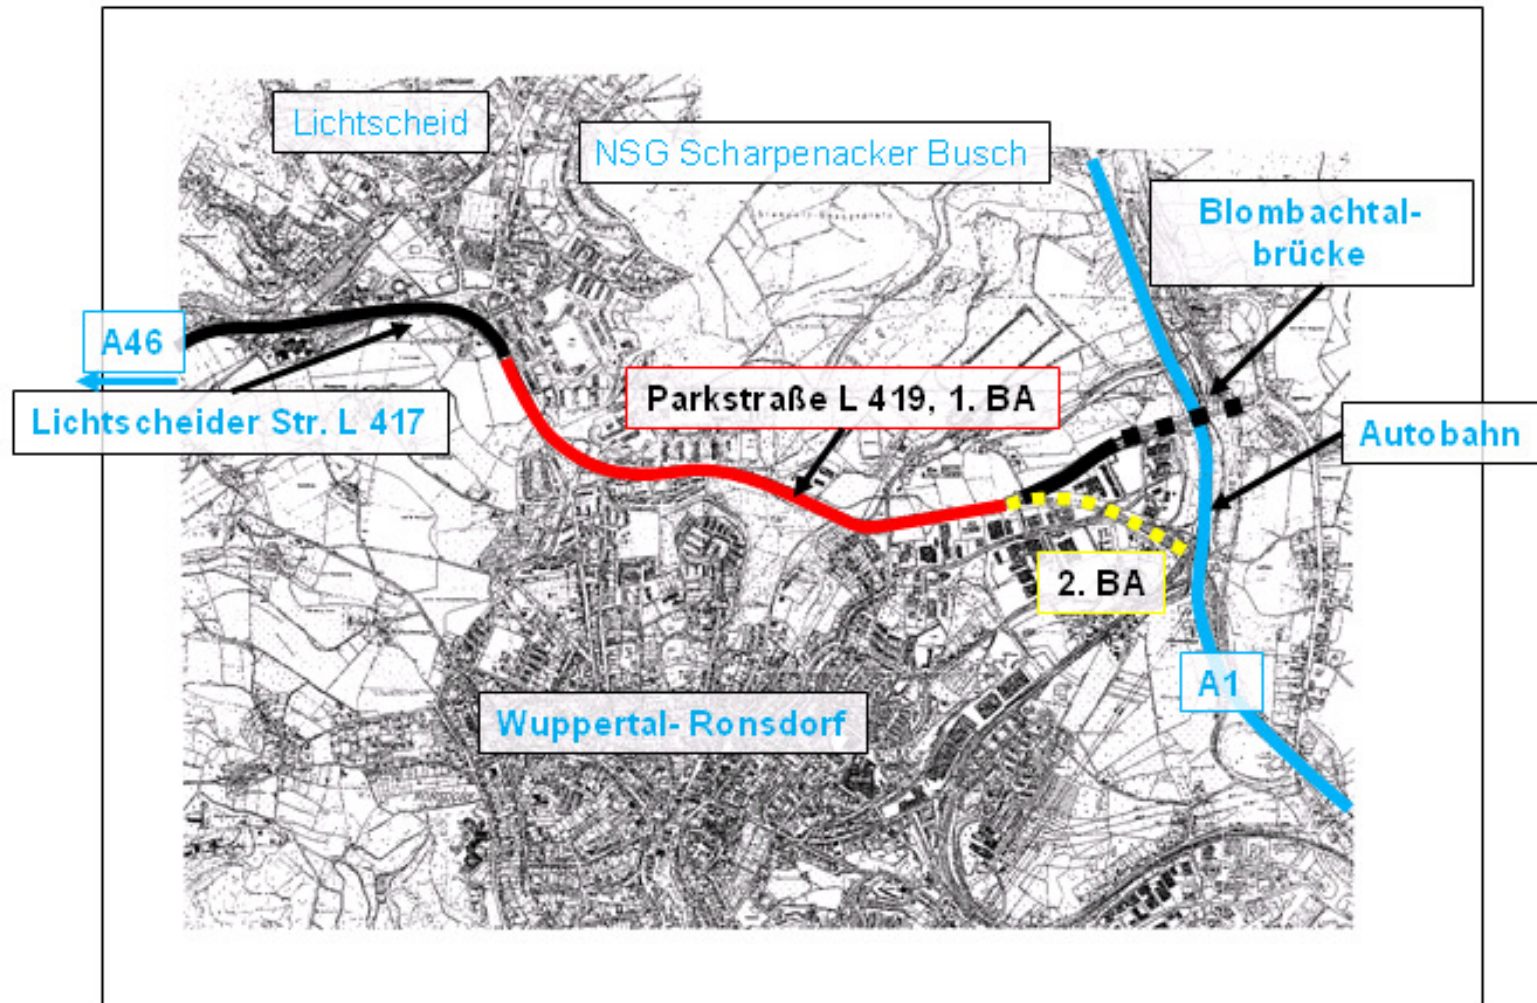 Lichtscheid
NSG Scharpenacker Busch
Blombachtal-
brücke
A46
Parkstraße L 419, 1. BA
Lichtscheider Str. L 417
Autobahn
2. BA
A1
Wuppertal- Ronsdorf